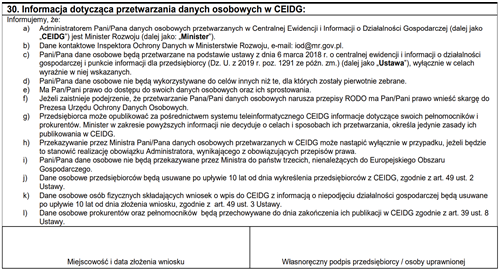 30. Informacja dotycząca przetwarzania danych osobowych w CEIDG:
Informujemy, że:
a) Administratorem Pani/Pana danych osobowych przetwarzanych w Centralnej Ewidencji i Informacji o Działalności Gospodarczej (dalej jako
„CEIDG”) jest Minister Rozwoju (dalej jako: „Minister”).
b) Dane kontaktowe Inspektora Ochrony Danych w Ministerstwie Rozwoju, e-mail: iod@mr.gov.pl.
c) Pani/Pana dane osobowe będą przetwarzane na podstawie ustawy z dnia 6 marca 2018 r. o centralnej ewidencji i informacji o działalności
gospodarczej i punkcie informacji dla przedsiębiorcy (Dz. U. z 2019 r. poz. 1291 ze późn. zm.) (dalej jako „Ustawa”), wyłącznie w celach
wyraźnie w niej wskazanych.
d) Pani/Pana dane osobowe nie będą wykorzystywane do celów innych niż te, dla których zostały pierwotnie zebrane.
e) Ma Pan/Pani prawo do dostępu do swoich danych osobowych oraz ich sprostowania.
f) Jeżeli zaistnieje podejrzenie, że przetwarzanie Pana/Pani danych osobowych narusza przepisy RODO ma Pan/Pani prawo wnieść skargę do
Prezesa Urzędu Ochrony Danych Osobowych.
g) Przedsiębiorca może opublikować za pośrednictwem systemu teleinformatycznego CEIDG informacje dotyczące swoich pełnomocników i
prokurentów. Minister w zakresie powyższych informacji nie decyduje o celach i sposobach ich przetwarzania, określa jedynie zasady ich
publikowania w CEIDG.
h) Przekazywanie przez Ministra Pani/Pana danych osobowych przetwarzanych w CEIDG może nastąpić wyłącznie w przypadku, jeżeli będzie
to stanowić realizację obowiązku Administratora, wynikającego z obowiązujących przepisów prawa.
i) Pani/Pana dane osobowe nie będą przekazywane przez Ministra do państw trzecich, nienależących do Europejskiego Obszaru
Gospodarczego.
j) Dane osobowe przedsiębiorców będą usuwane po upływie 10 lat od dnia wykreślenia przedsiębiorców z CEIDG, zgodnie z art. 49 ust. 2
Ustawy.
k) Dane osobowe osób fizycznych składających wniosek o wpis do CEIDG z informacją o niepodjęciu działalności gospodarczej będą usuwane
po upływie 10 lat od dnia złożenia wniosku, zgodnie z art. 49 ust. 3 Ustawy.
l) Dane osobowe prokurentów oraz pełnomocników będą przechowywane do dnia zakończenia ich publikacji w CEIDG zgodnie z art. 39 ust. 8
Ustawy.
Miejscowość i data złożenia wniosku
Własnoręczny podpis przedsiębiorcy / osoby uprawnionej